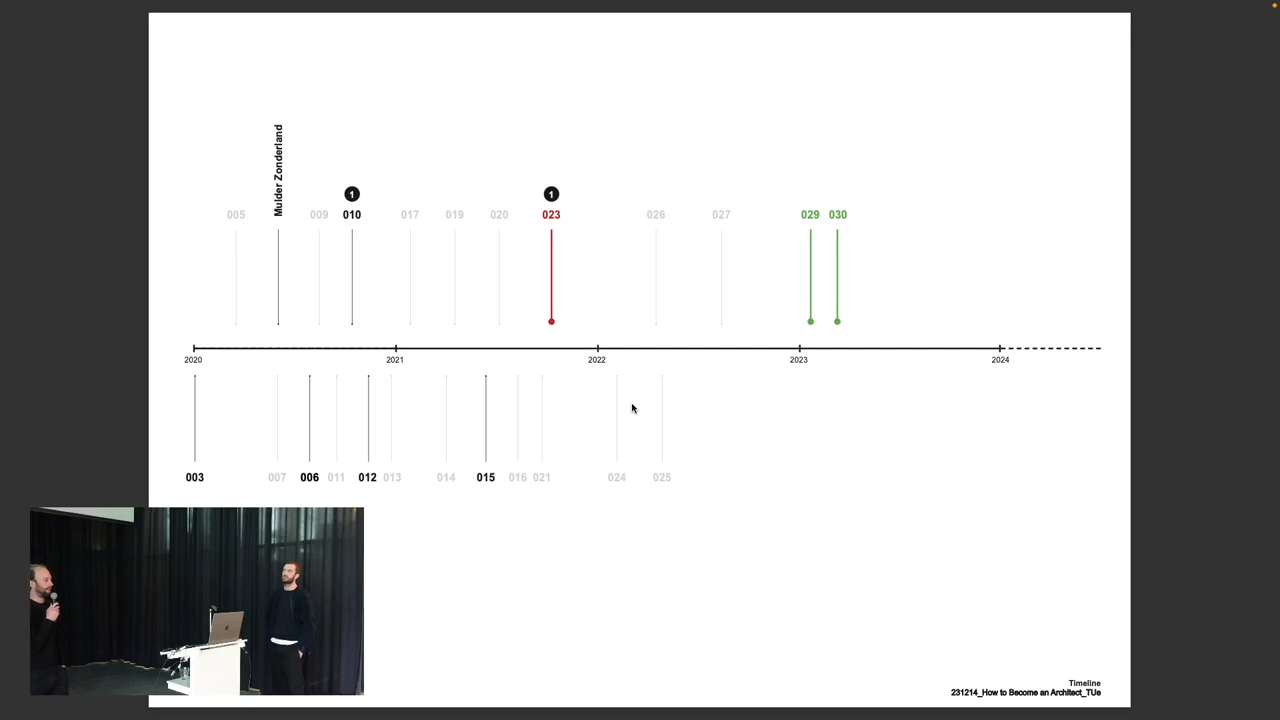 Mulder Zonderland
1 1
005 009 010 017 019 020 023 026 027 029 030
2020 2021 2022 2023 2024
003 007 006 011 012 013 014 015 016 021 024 025
Timeline
231214_How to Become an Architect_TUe